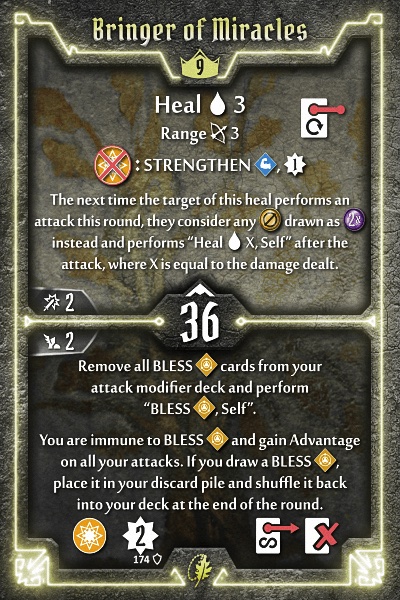 Bringer of Miracles
9
Heal 3
Range 3
: STRENGTHEN , 1
The next time the target of this heal performs an
attack this round, they consider any drawn as 2x
instead and performs “Heal X, Self” after the
attack, where X is equal to the damage dealt.
2
36
2
Remove all BLESS cards from your
attack modifier deck and perform
“BLESS , Self”.
You are immune to BLESS and gain Advantage
on all your attacks. If you draw a BLESS ,
place it in your discard pile and shuffle it back
into your deck at the end of the round.
2
174